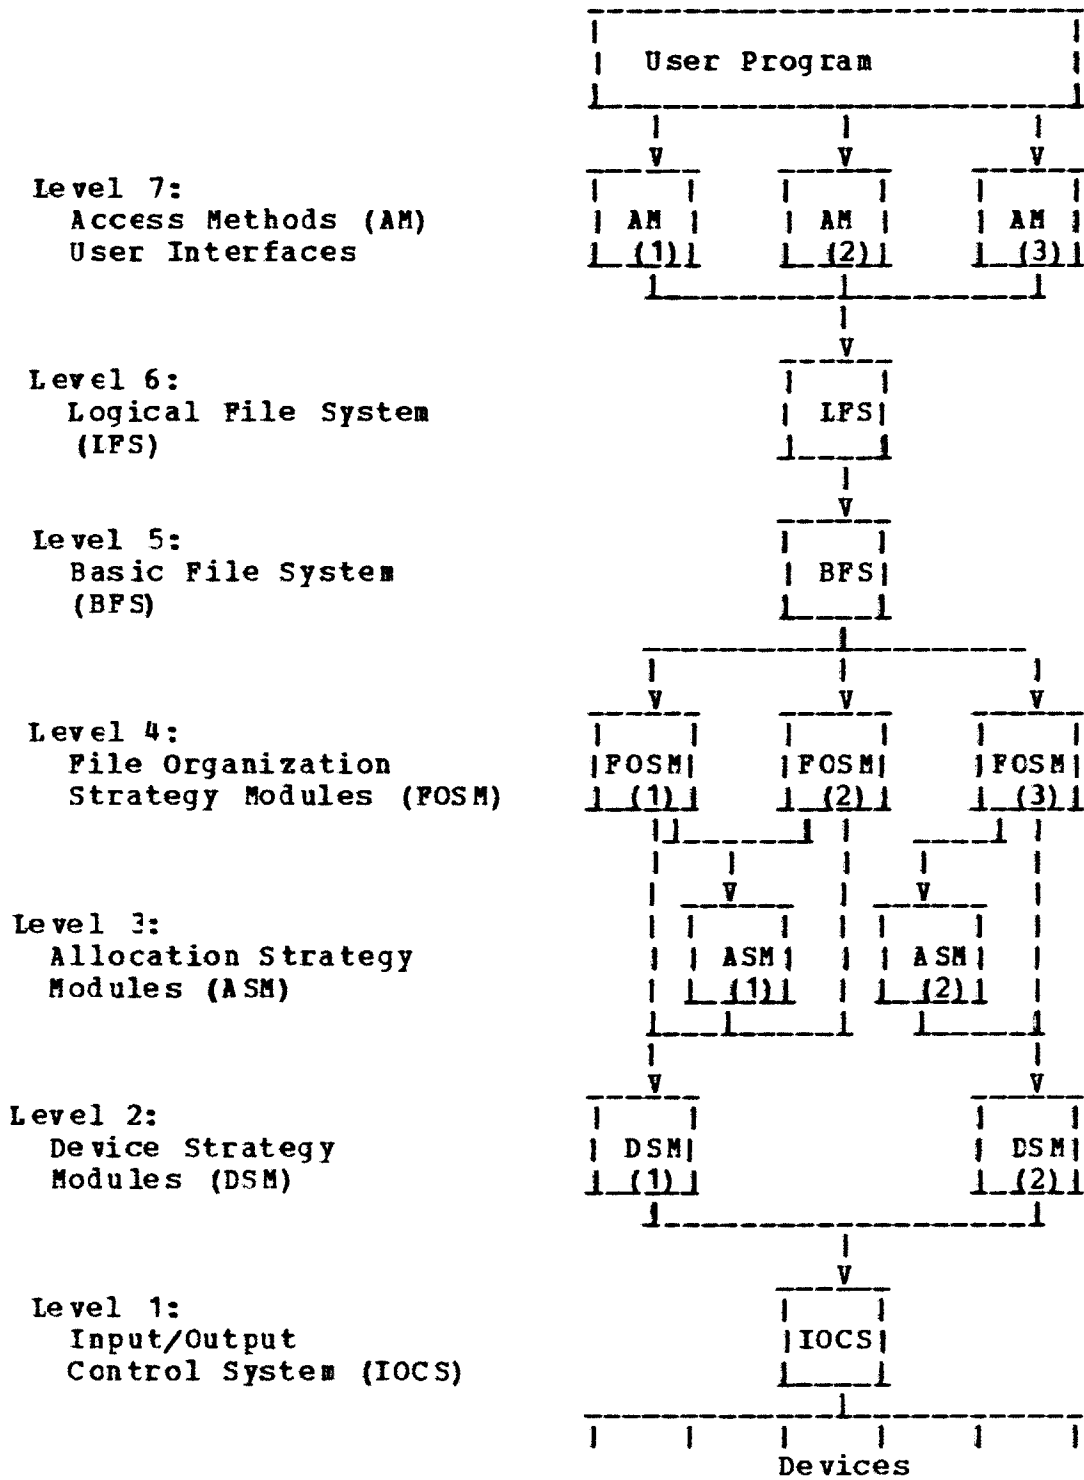 User Program
Level 7:
Access Methods (AM)
User Interfaces
AM (1)
AM (2)
AM (3)
Level 6:
Logical File System
(LFS)
LFS
Level 5:
Basic File System
(BFS)
BFS
Level 4:
File Organization
Strategy Modules (FOSM)
FOSM (1)
FOSM (2)
FOSM (3)
Level 3:
Allocation Strategy
Modules (ASM)
ASM (1)
ASM (2)
Level 2:
Device Strategy
Modules (DSM)
DSM (1)
DSM (2)
Level 1:
Input/Output
Control System (IOCS)
IOCS
Devices